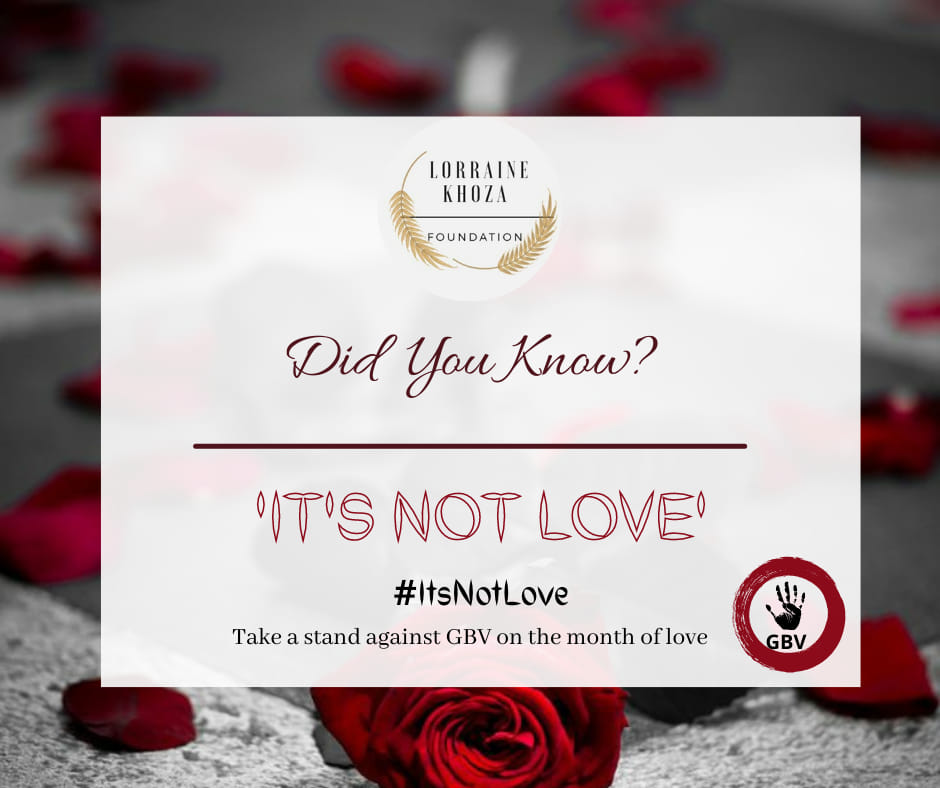 LORRAINE
KHOZA
FOUNDATION
Did You Know?
'IT'S NOT LOVE'
#ItsNotLove
Take a stand against GBV on the month of love
GBV